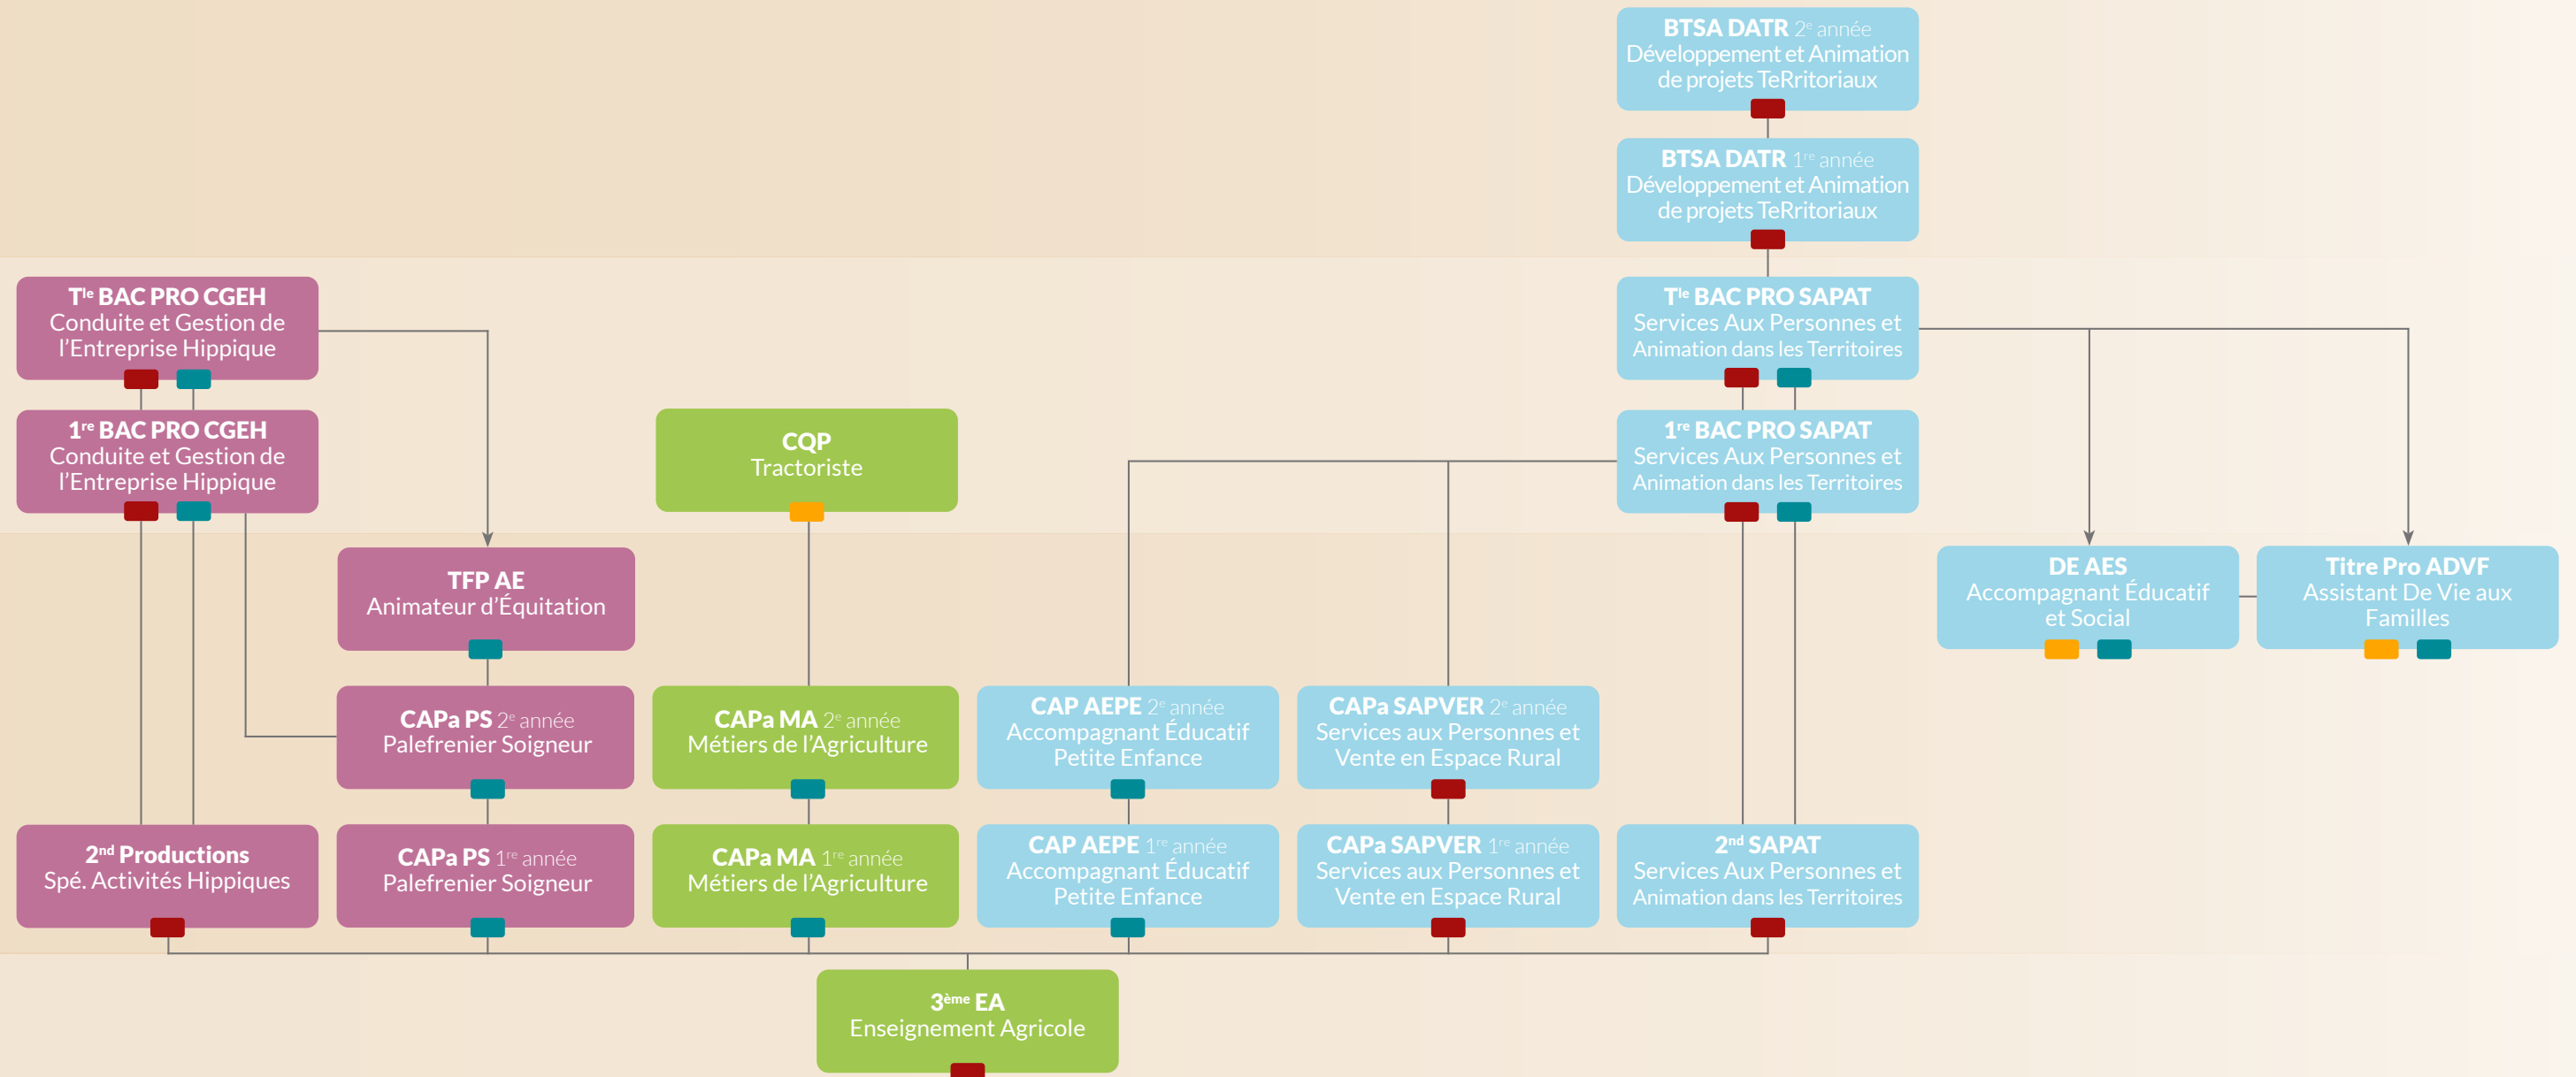 BTSA DATR 2e année
Développement et Animation
de projets TeRritoriaux
BTSA DATR 1re année
Développement et Animation
de projets TeRritoriaux
Tle BAC PRO CGEH
Conduite et Gestion de
l’Entreprise Hippique
Tle BAC PRO SAPAT
Services Aux Personnes et
Animation dans les Territoires
1re BAC PRO CGEH
Conduite et Gestion de
l’Entreprise Hippique
CQP
Tractoriste
1re BAC PRO SAPAT
Services Aux Personnes et
Animation dans les Territoires
TFP AE
Animateur d’Équitation
DE AES
Accompagnant Éducatif
et Social
Titre Pro ADVF
Assistant De Vie aux
Familles
CAPa PS 2e année
Palefrenier Soigneur
CAPa MA 2e année
Métiers de l’Agriculture
CAP AEPE 2e année
Accompagnant Éducatif
Petite Enfance
CAPa SAPVER 2e année
Services aux Personnes et
Vente en Espace Rural
2nd Productions
Spé. Activités Hippiques
CAPa PS 1re année
Palefrenier Soigneur
CAPa MA 1re année
Métiers de l’Agriculture
CAP AEPE 1re année
Accompagnant Éducatif
Petite Enfance
CAPa SAPVER 1re année
Services aux Personnes et
Vente en Espace Rural
2nd SAPAT
Services Aux Personnes et
Animation dans les Territoires
3ème EA
Enseignement Agricole